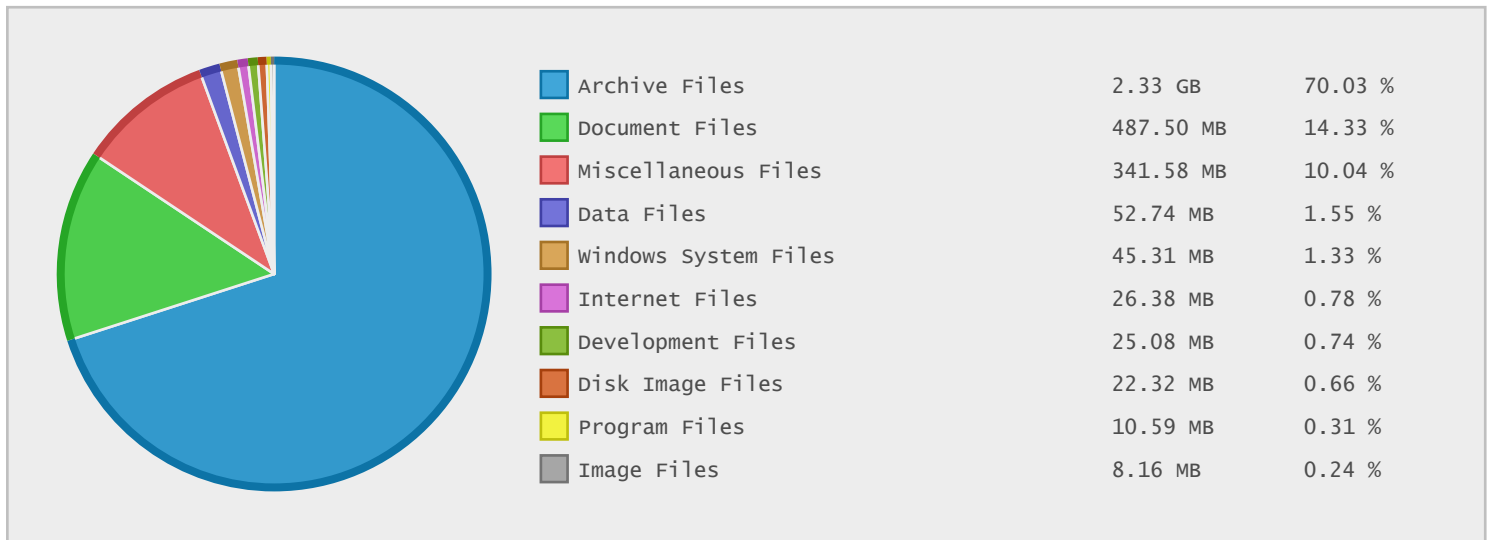 Archive Files 2.33 GB 70.03 %
Document Files 487.50 MB 14.33 %
Miscellaneous Files 341.58 MB 10.04 %
Data Files 52.74 MB 1.55 %
Windows System Files 45.31 MB 1.33 %
Internet Files 26.38 MB 0.78 %
Development Files 25.08 MB 0.74 %
Disk Image Files 22.32 MB 0.66 %
Program Files 10.59 MB 0.31 %
Image Files 8.16 MB 0.24 %